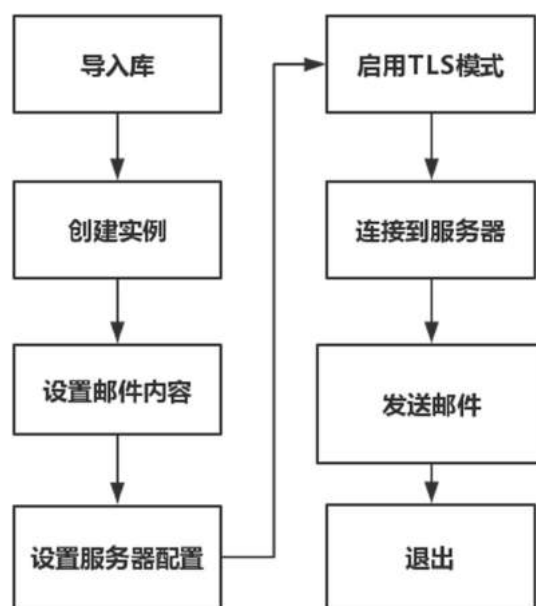 导入库
创建实例
设置邮件内容
设置服务器配置
启用TLS模式
连接到服务器
发送邮件
退出